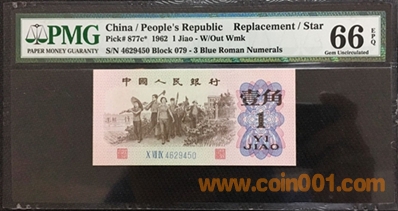 PMG
PAPER MONEY GUARANTY
China / People's Republic Replacement / Star
Pick# 877c* 1962 1 Jiao - W/Out Wmk
S/N 4629450 Block 079 - 3 Blue Roman Numerals
66 EPQ
Gem Uncirculated
中国人民银行
壹角
1
YI
JIAO
X VII IX 4629450
www.coin001.com